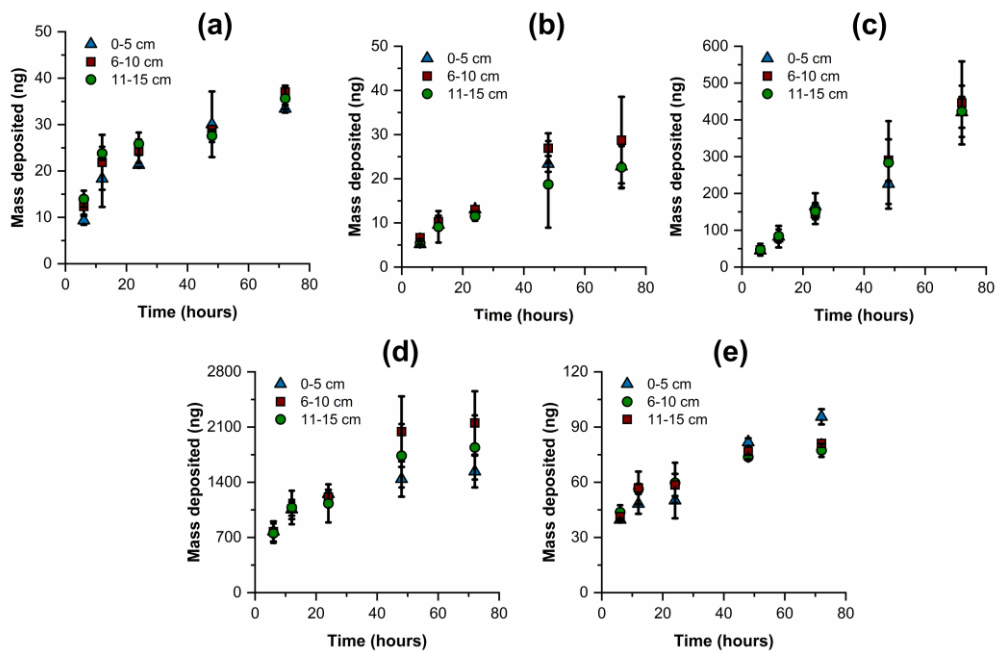 (a)
50
40
30
20
10
0
0 20 40 60 80
Mass deposited (ng)
Time (hours)
0-5 cm
6-10 cm
11-15 cm
(b)
50
40
30
20
10
0
0 20 40 60 80
Mass deposited (ng)
Time (hours)
0-5 cm
6-10 cm
11-15 cm
(c)
600
500
400
300
200
100
0
0 20 40 60 80
Mass deposited (ng)
Time (hours)
0-5 cm
6-10 cm
11-15 cm
(d)
2800
2100
1400
700
0
0 20 40 60 80
Mass deposited (ng)
Time (hours)
0-5 cm
6-10 cm
11-15 cm
(e)
120
90
60
30
0
0 20 40 60 80
Mass deposited (ng)
Time (hours)
0-5 cm
6-10 cm
11-15 cm